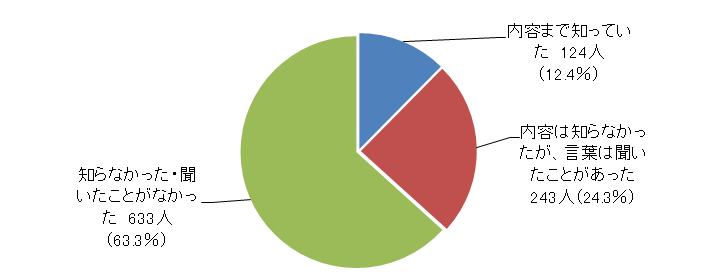 内容まで知ってい
た 124人
(12.4%)
内容は知らなかっ
たが、言葉は聞い
たことがあった
243人(24.3%)
知らなかった・聞
いたことがなかっ
た 633人
(63.3%)